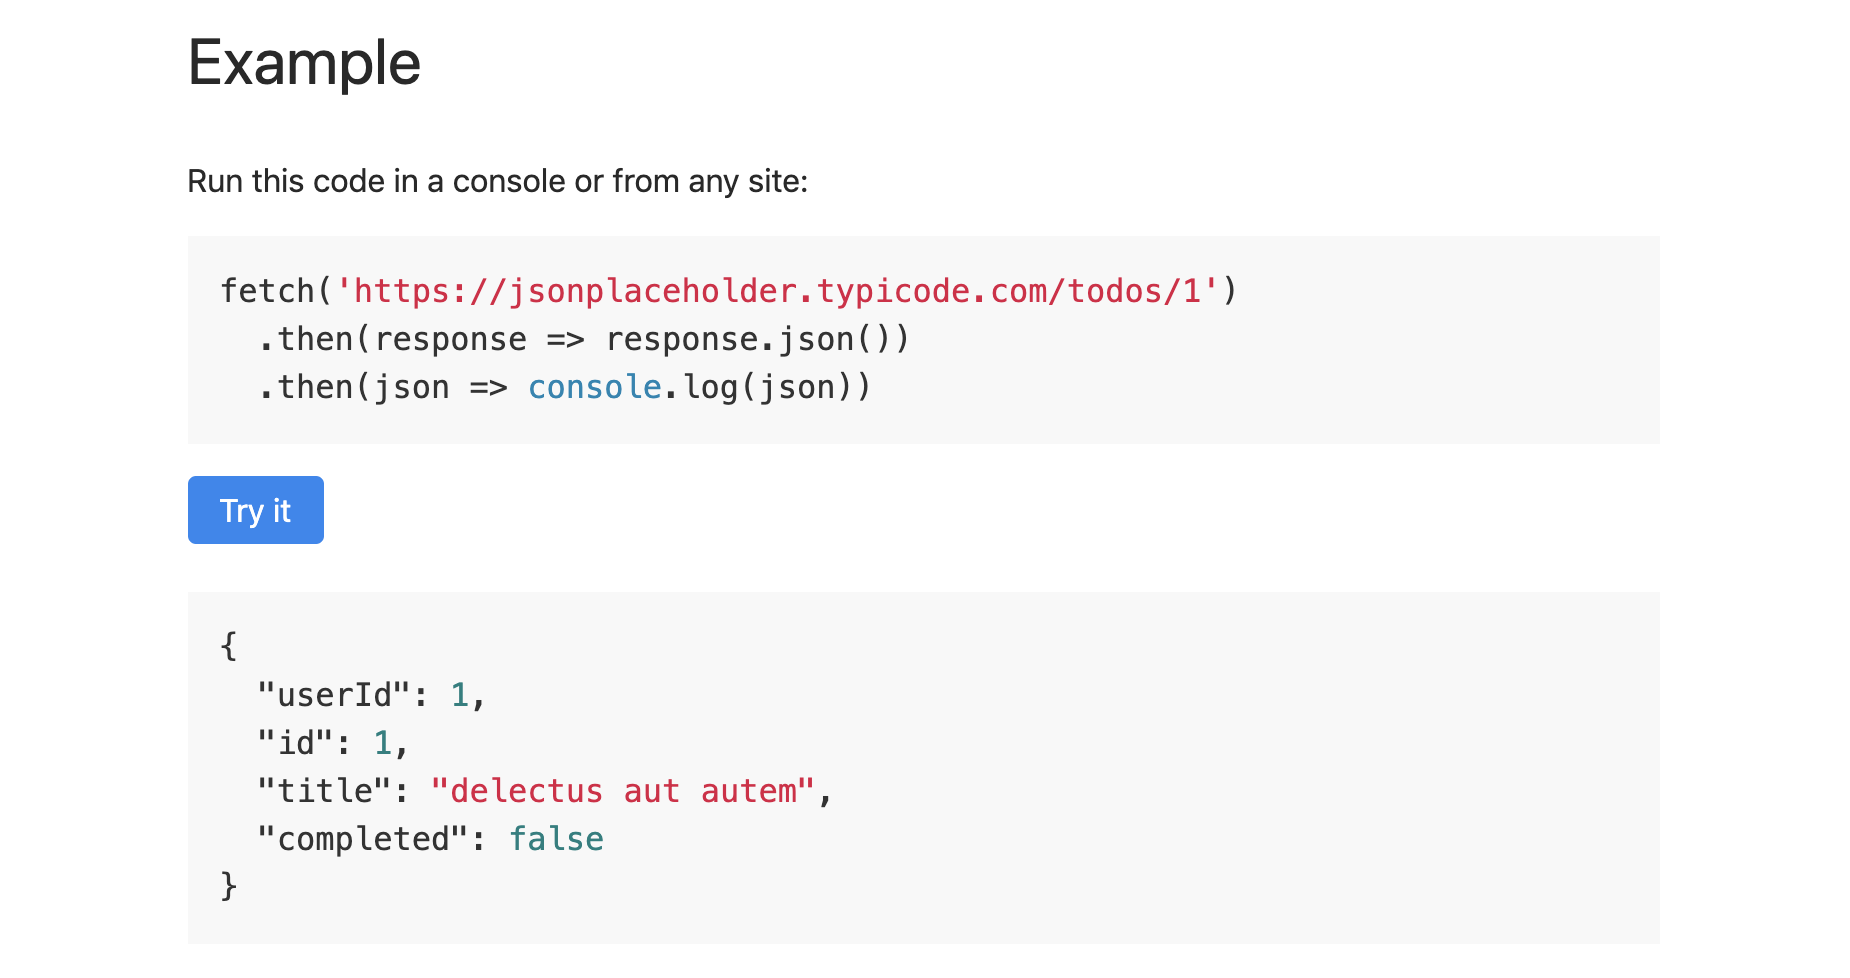 Example
Run this code in a console or from any site:
fetch('https://jsonplaceholder.typicode.com/todos/1')
  .then(response => response.json())
  .then(json => console.log(json))
Try it
{
  "userId": 1,
  "id": 1,
  "title": "delectus aut autem",
  "completed": false
}